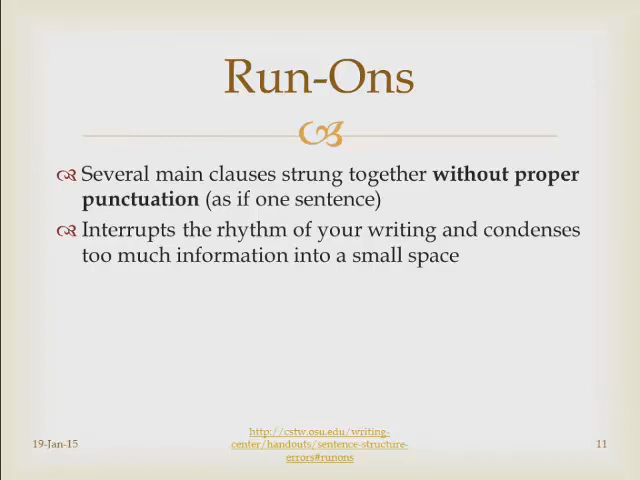 Run-Ons
Several main clauses strung together without proper
punctuation (as if one sentence)
Interrupts the rhythm of your writing and condenses
too much information into a small space
19-Jan-15
http://cstw.osu.edu/writing-
center/handouts/sentence-structure-
errors#runons
11